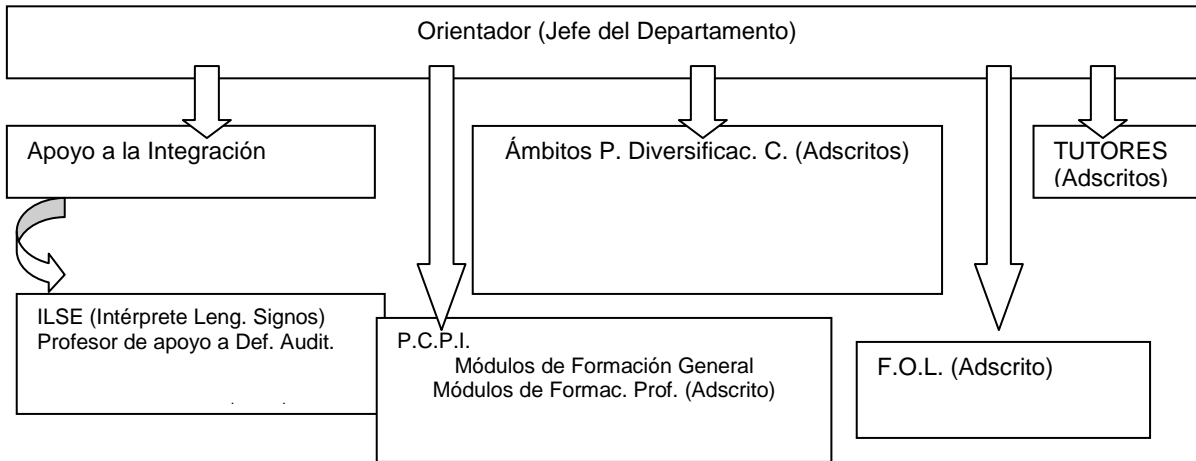 Orientador (Jefe del Departamento)
Apoyo a la Integración
Ámbitos P. Diversificac. C. (Adscritos)
TUTORES
(Adscritos)
ILSE (Intérprete Leng. Signos)
Profesor de apoyo a Def. Audit.
P.C.P.I.
Módulos de Formación General
Módulos de Formac. Prof. (Adscrito)
F.O.L. (Adscrito)